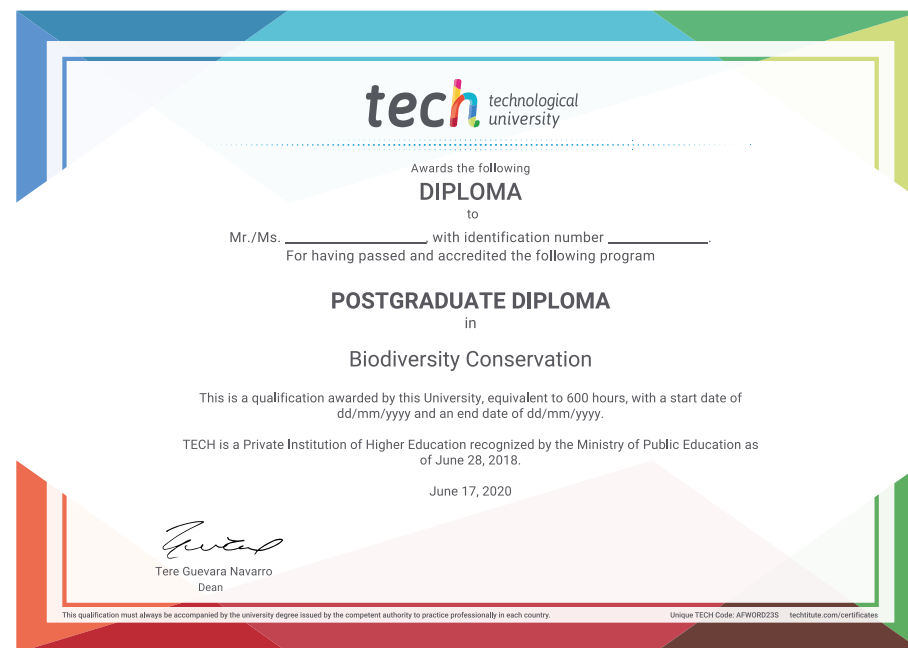 tech technological
university
Awards the following
DIPLOMA
to
Mr./Ms. ____________, with identification number ____________.
For having passed and accredited the following program
POSTGRADUATE DIPLOMA
in
Biodiversity Conservation
This is a qualification awarded by this University, equivalent to 600 hours, with a start date of
dd/mm/yyyy and an end date of dd/mm/yyyy.
TECH is a Private Institution of Higher Education recognized by the Ministry of Public Education as
of June 28, 2018.
June 17, 2020
Tere Guevara Navarro
Dean
This qualification must always be accompanied by the university degree issued by the competent authority to practice professionally in each country. Unique TECH Code: AFWORD23S techtitute.com/certificates